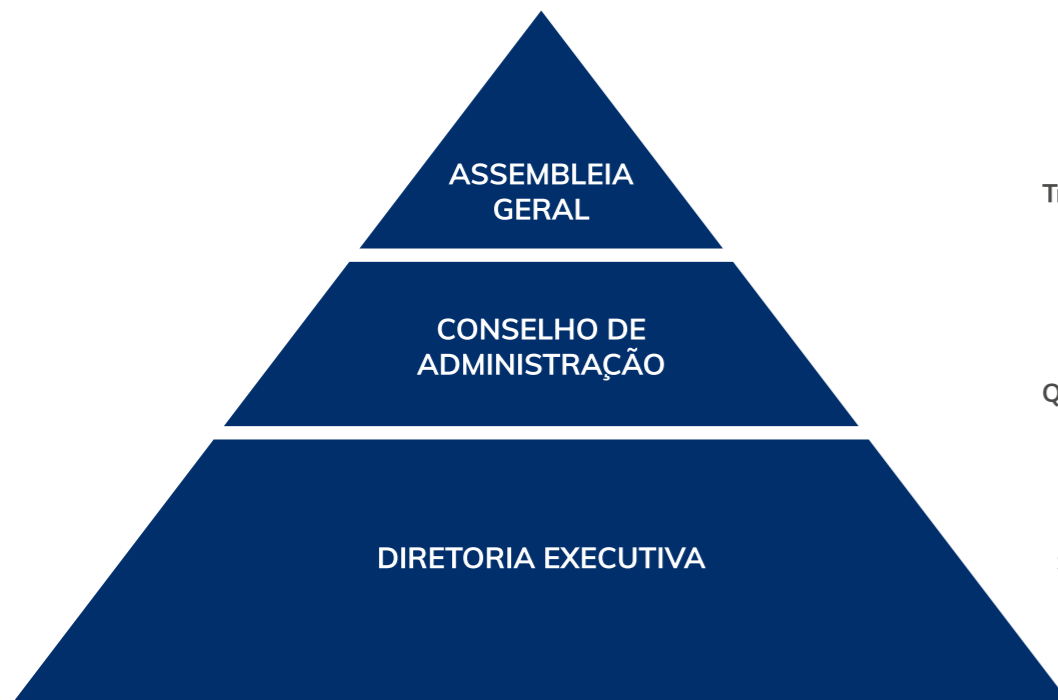 ASSEMBLEIA
GERAL
CONSELHO DE
ADMINISTRAÇÃO
DIRETORIA EXECUTIVA